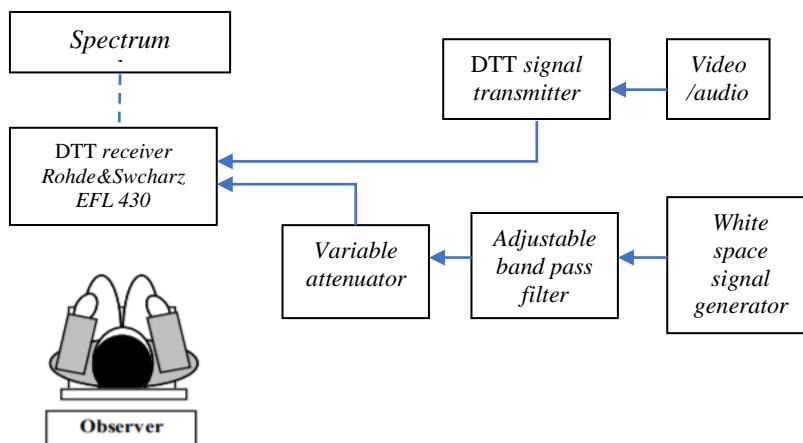 Spectrum
DTT signal
transmitter
Video
/audio
DTT receiver
Rohde&Swcharz
EFL 430
Variable
attenuator
Adjustable
band pass
filter
White
space
signal
generator
Observer